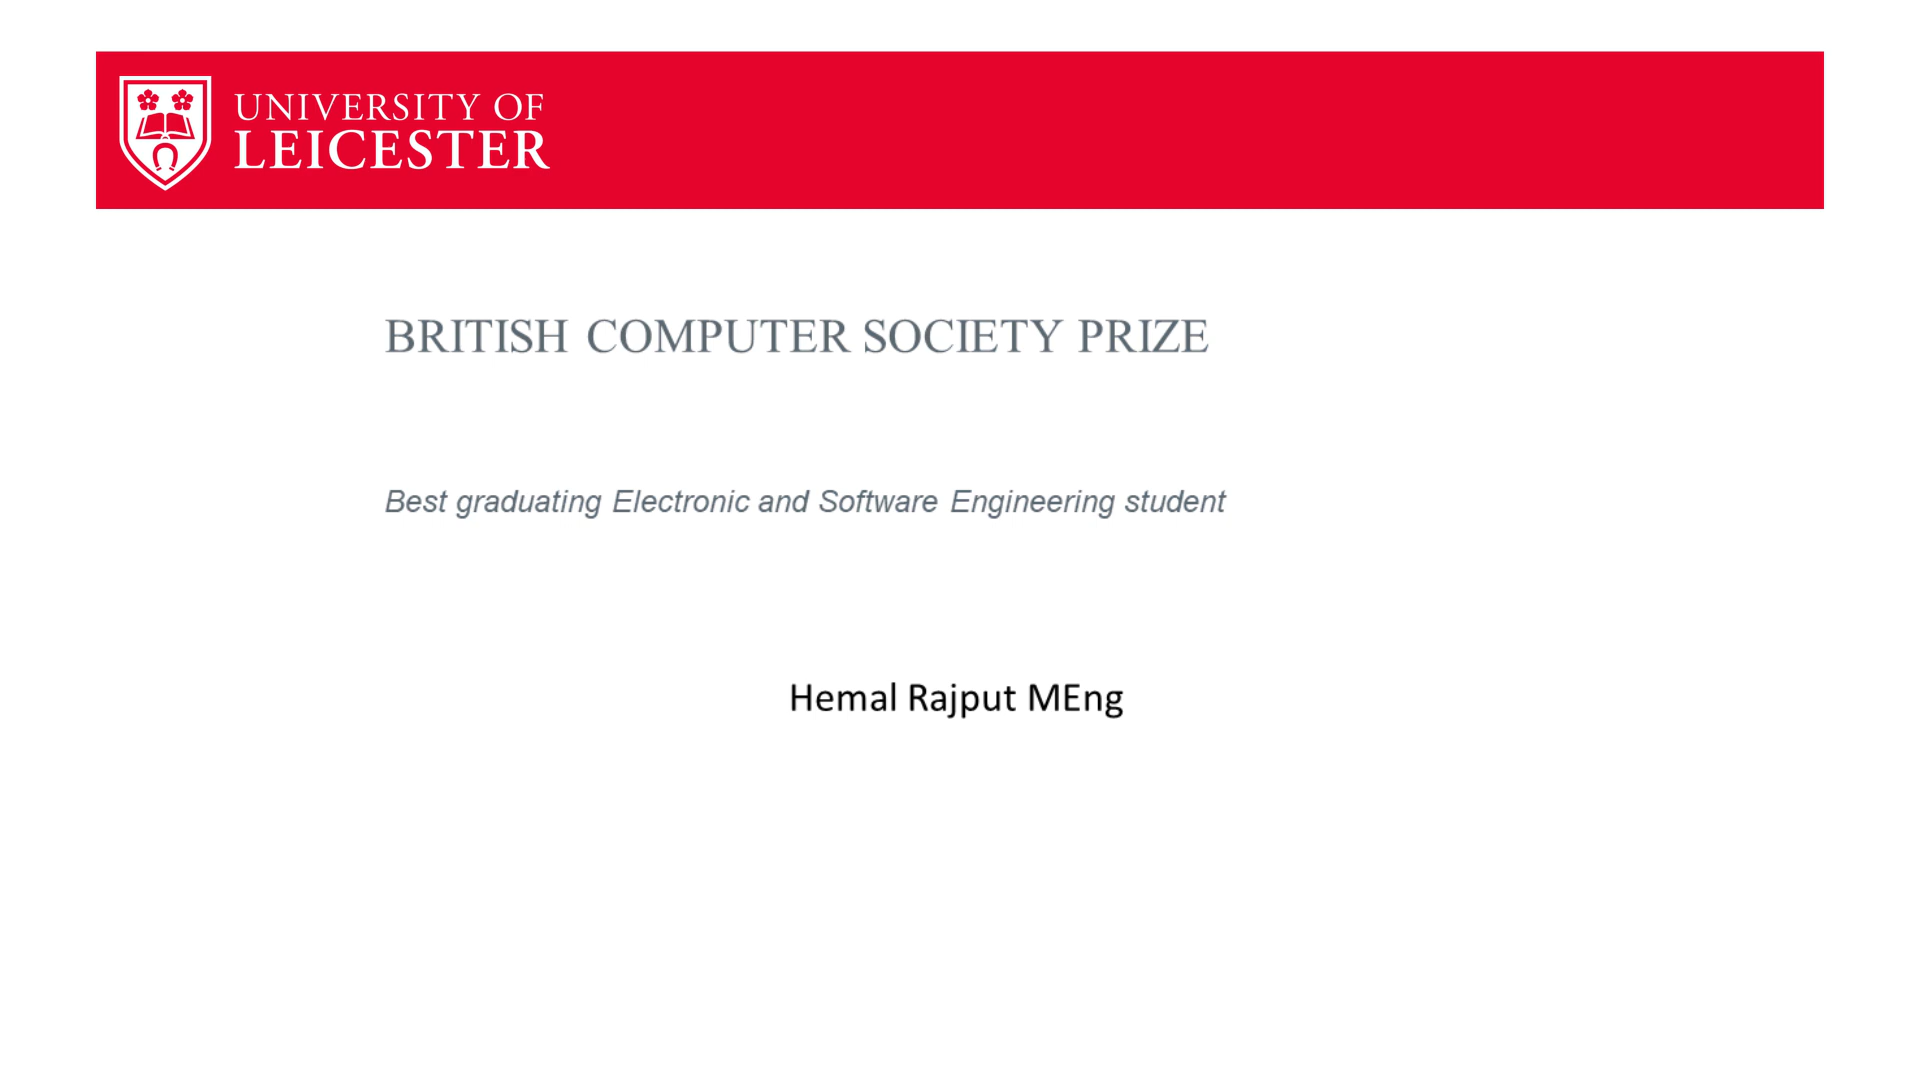 UNIVERSITY OF
LEICESTER
BRITISH COMPUTER SOCIETY PRIZE
Best graduating Electronic and Software Engineering student
Hemal Rajput MEng